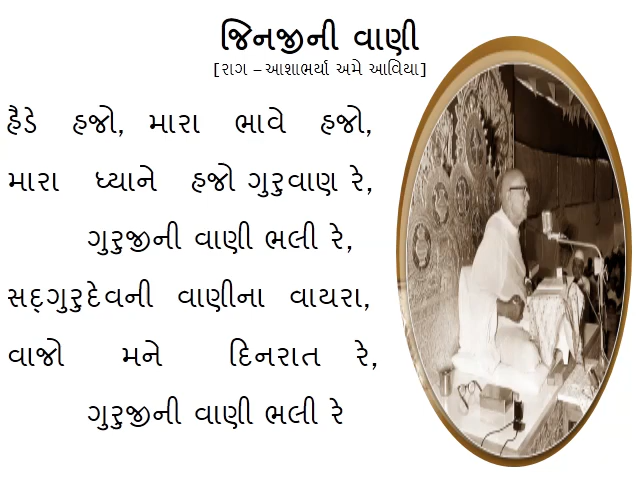 જિનજીની વાણી
[રાગ – આશાભર્યા અમે આવિયા]
હૈડે હજો, મારા ભાવે હજો,
મારા ધ્યાને હજો ગુરુવાણ રે,
ગુરુજીની વાણી ભલી રે,
સદ્‌ગુરુદેવની વાણીના વાયરા,
વાજો મને દિનરાત રે,
ગુરુજીની વાણી ભલી રે